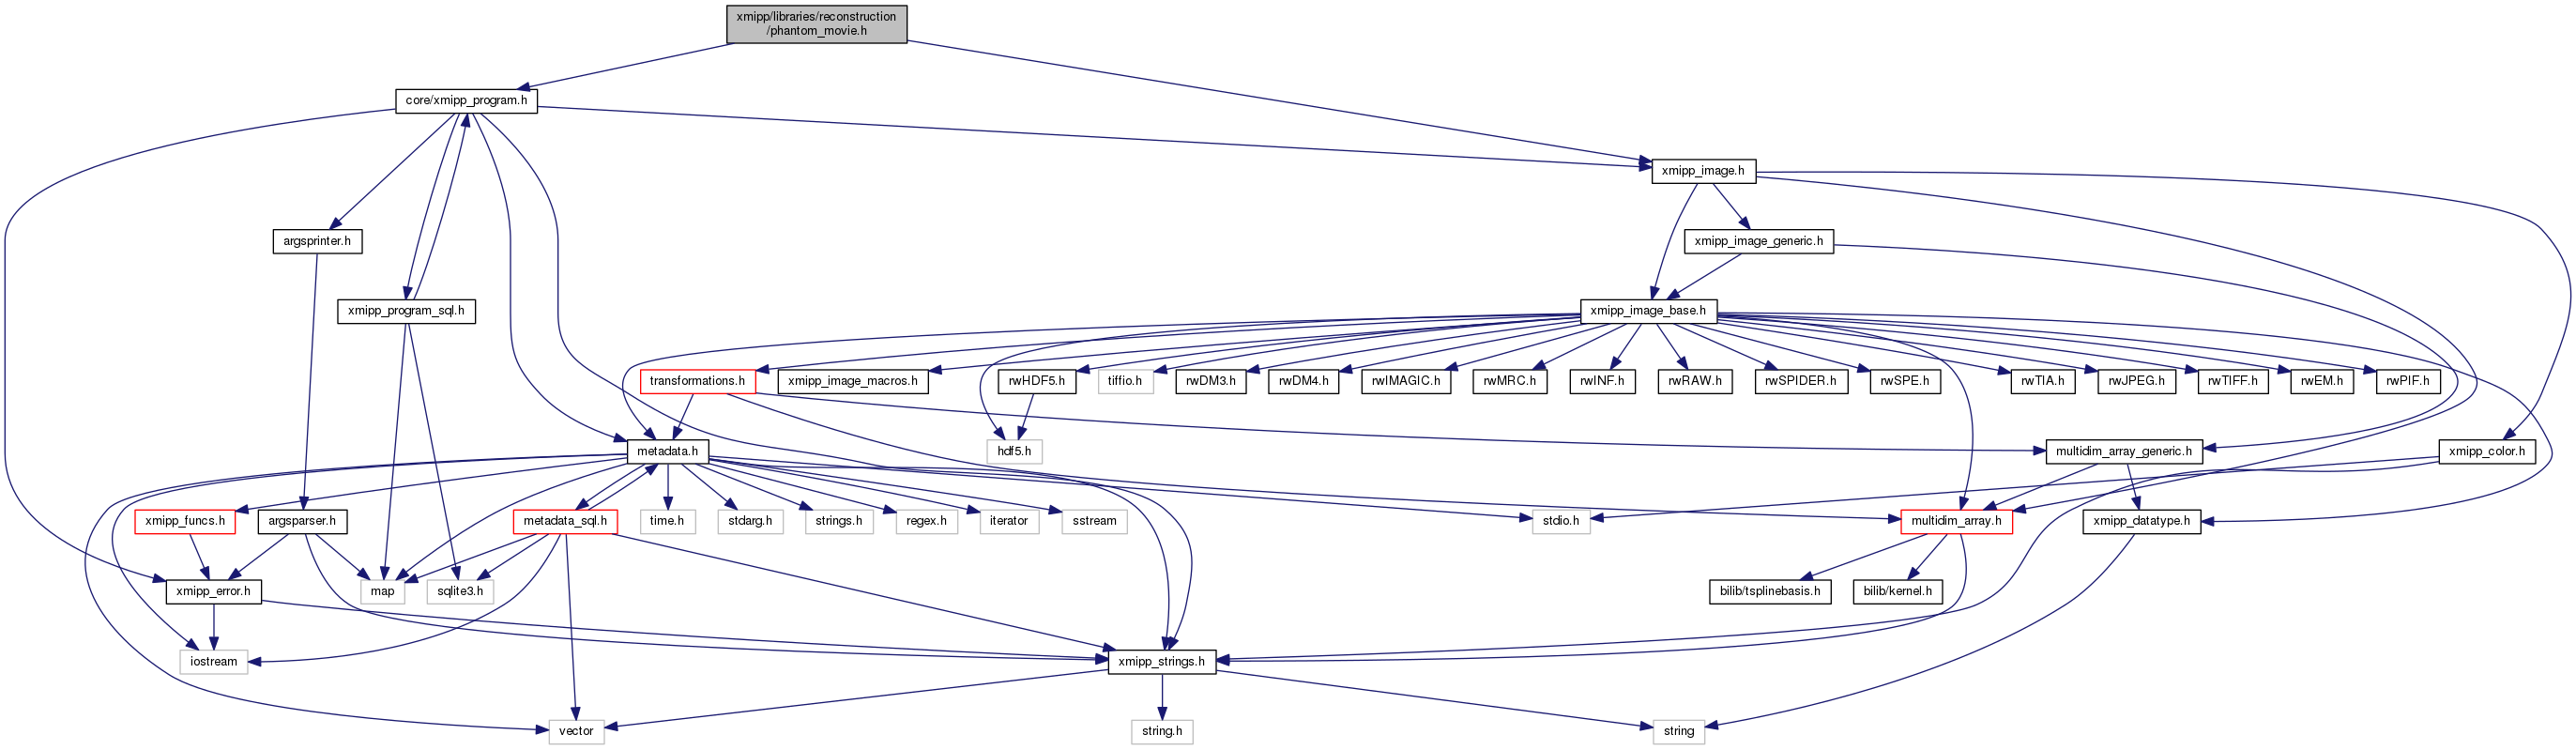 xmipp/libraries/reconstruction
/phantom_movie.h
core/xmipp_program.h
xmipp_image.h
argsprinter.h
xmipp_image_generic.h
xmipp_program_sql.h
xmipp_image_base.h
transformations.h
xmipp_image_macros.h
rwHDF5.h
tiffio.h
rwDM3.h
rwDM4.h
rwIMAGIC.h
rwMRC.h
rwINF.h
rwRAW.h
rwSPIDER.h
rwSPE.h
rwTIA.h
rwJPEG.h
rwTIFF.h
rwEM.h
rwPIF.h
metadata.h
hdf5.h
multidim_array_generic.h
xmipp_color.h
xmipp_funcs.h
argsparser.h
metadata_sql.h
time.h
stdarg.h
strings.h
regex.h
iterator
sstream
stdio.h
multidim_array.h
xmipp_datatype.h
xmipp_error.h
map
sqlite3.h
bilib/tsplinebasis.h
bilib/kernel.h
iostream
xmipp_strings.h
vector
string.h
string